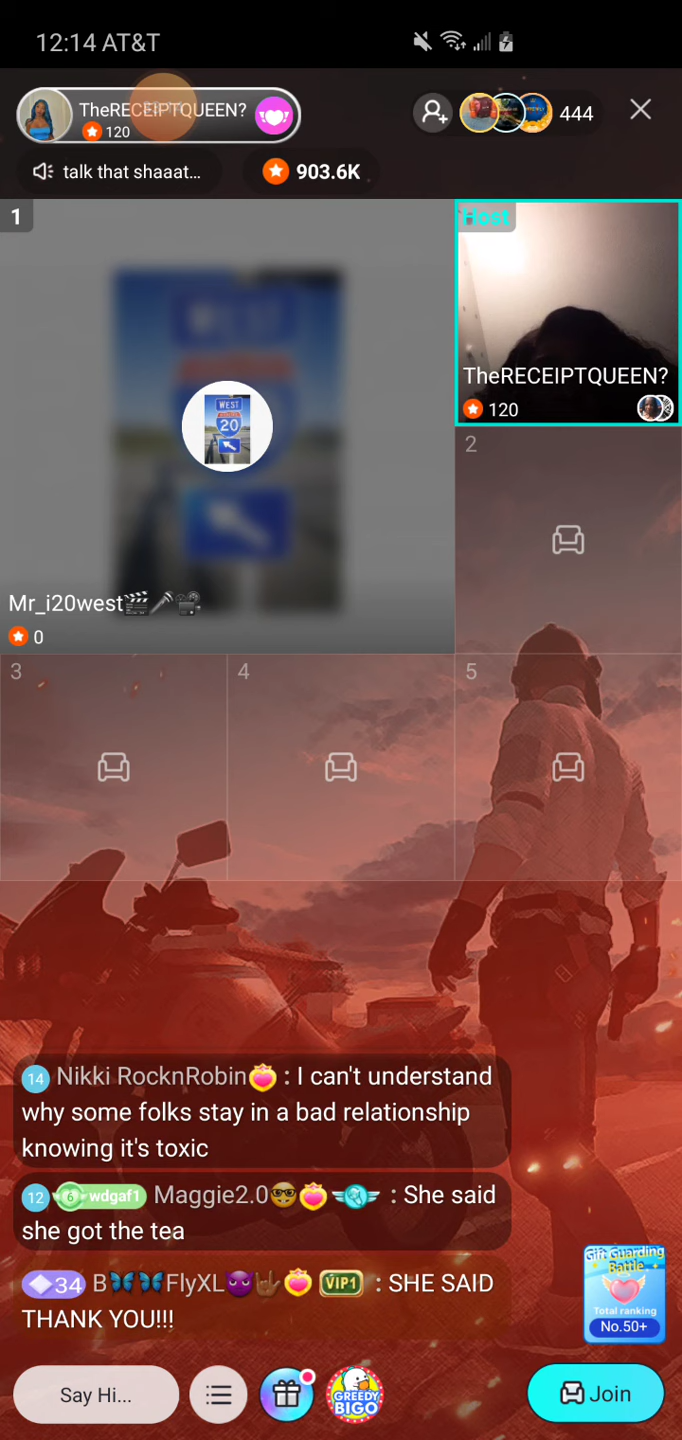 12:14 AT&T
TheRECEIPTQUEEN?
120
444
talk that shaaat...
903.6K
1
Host
WEST
20
TheRECEIPTQUEEN?
120
2
Mr_i20west🎬🎤🎥
0
3
4
5
14 Nikki RocknRobin : I can't understand
why some folks stay in a bad relationship
knowing it's toxic
12 6 wdgaf1 Maggie2.0🤓 : She said
she got the tea
34 B🦋🦋FlyXL😈🤘🏾 VIP1 : SHE SAID
THANK YOU!!!
Gift Guarding
Battle
Total ranking
No.50+
Say Hi...
GREEDY
BIGO
Join